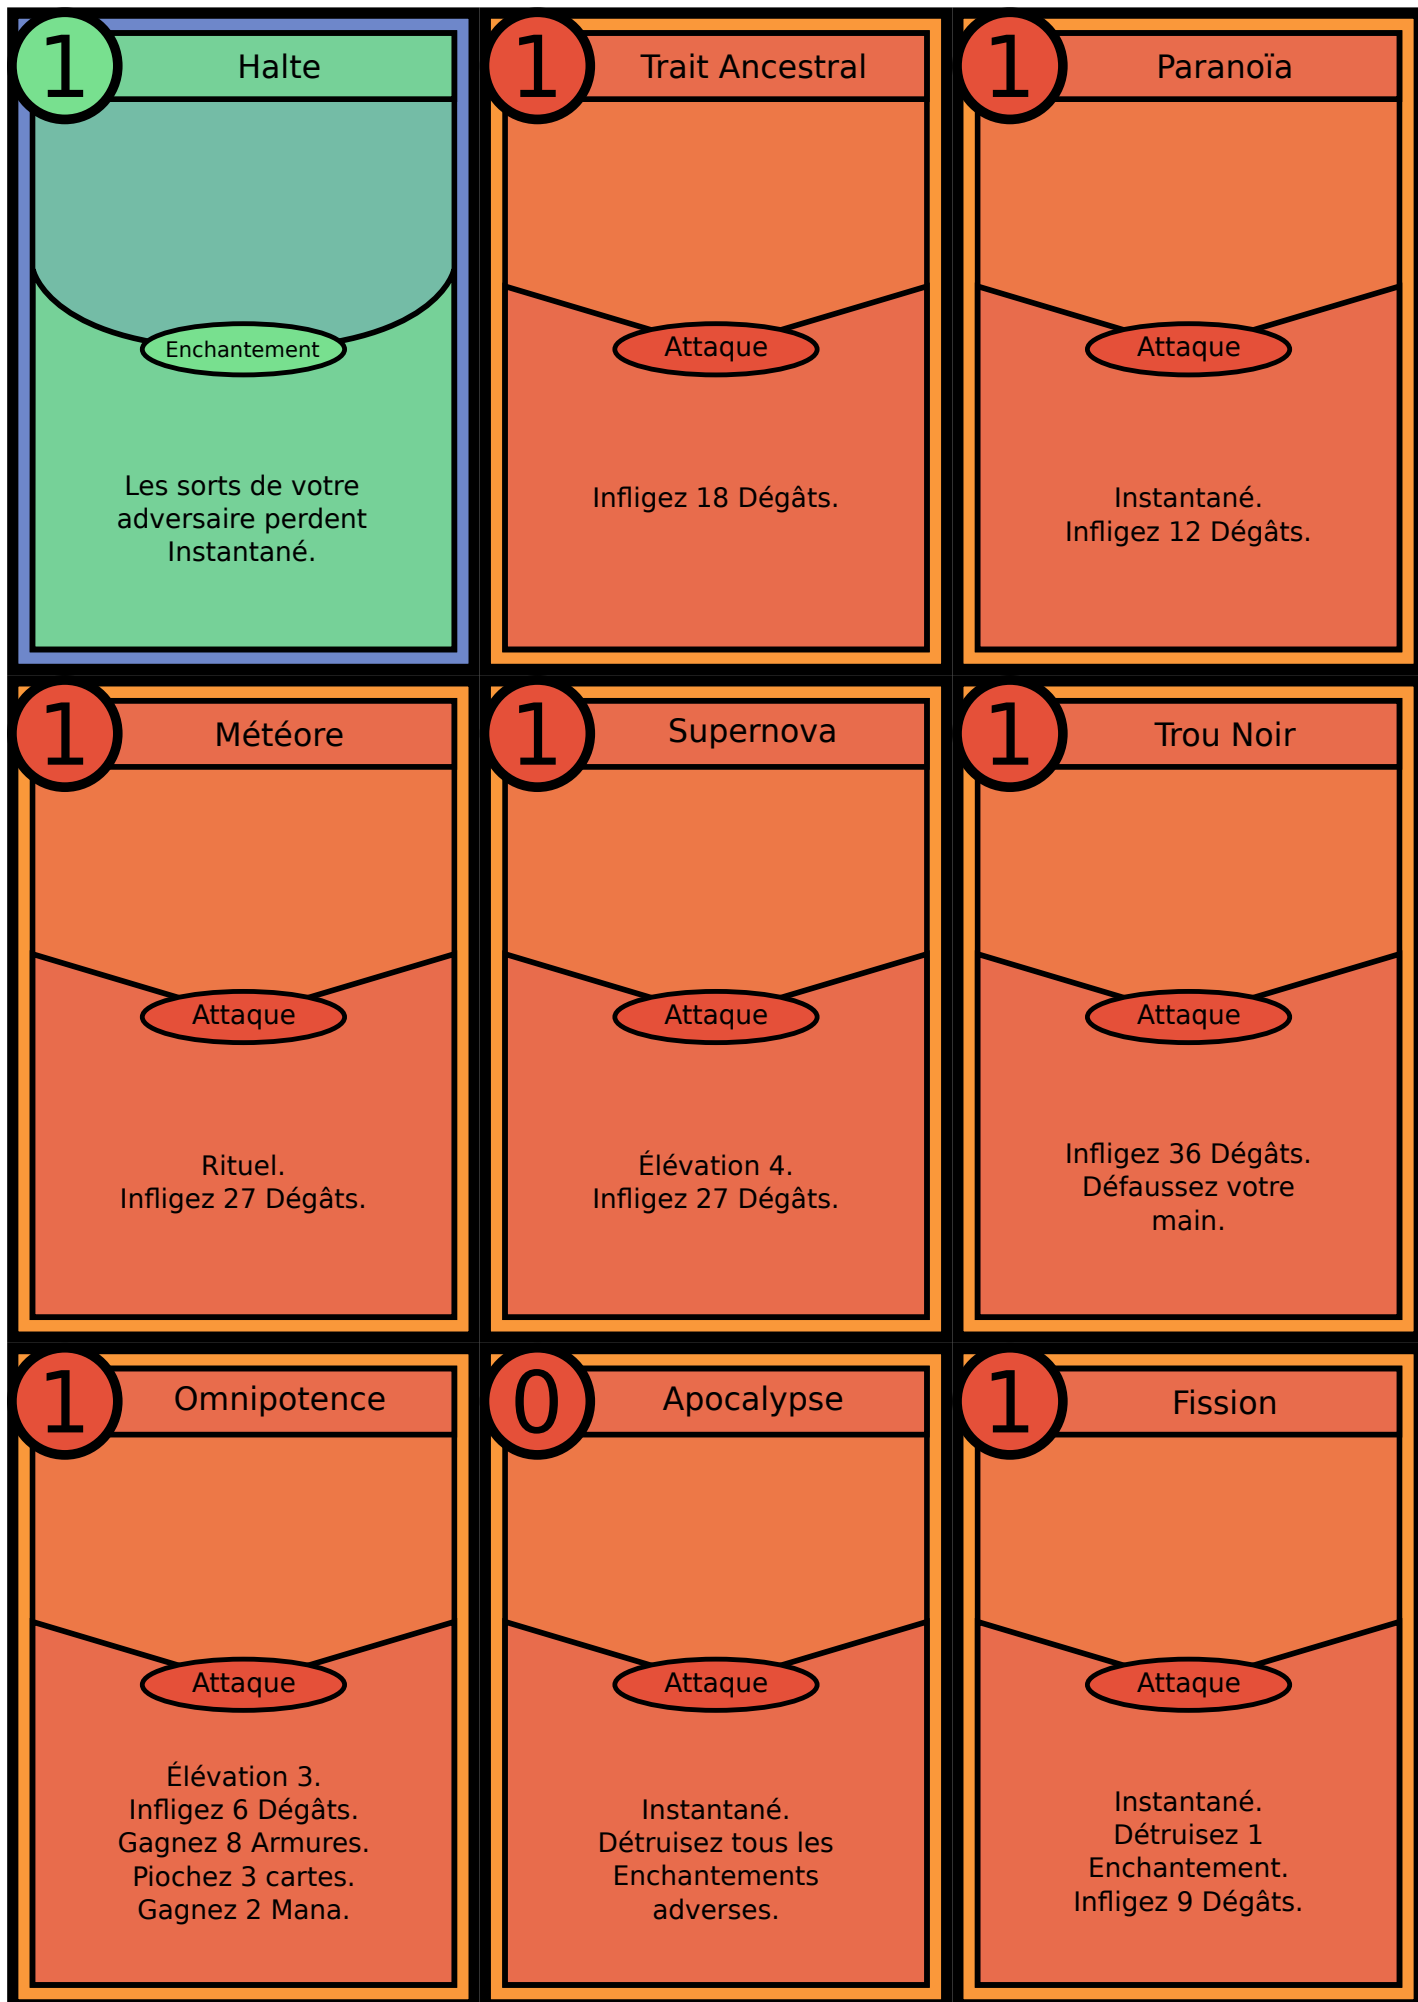 1
Halte
Enchantement
Les sorts de votre
adversaire perdent
Instantané.
1
Trait Ancestral
Attaque
Infligez 18 Dégâts.
1
Paranoïa
Attaque
Instantané.
Infligez 12 Dégâts.
1
Météore
Attaque
Rituel.
Infligez 27 Dégâts.
1
Supernova
Attaque
Élévation 4.
Infligez 27 Dégâts.
1
Trou Noir
Attaque
Infligez 36 Dégâts.
Défaussez votre
main.
1
Omnipotence
Attaque
Élévation 3.
Infligez 6 Dégâts.
Gagnez 8 Armures.
Piochez 3 cartes.
Gagnez 2 Mana.
0
Apocalypse
Attaque
Instantané.
Détruisez tous les
Enchantements
adverses.
1
Fission
Attaque
Instantané.
Détruisez 1
Enchantement.
Infligez 9 Dégâts.